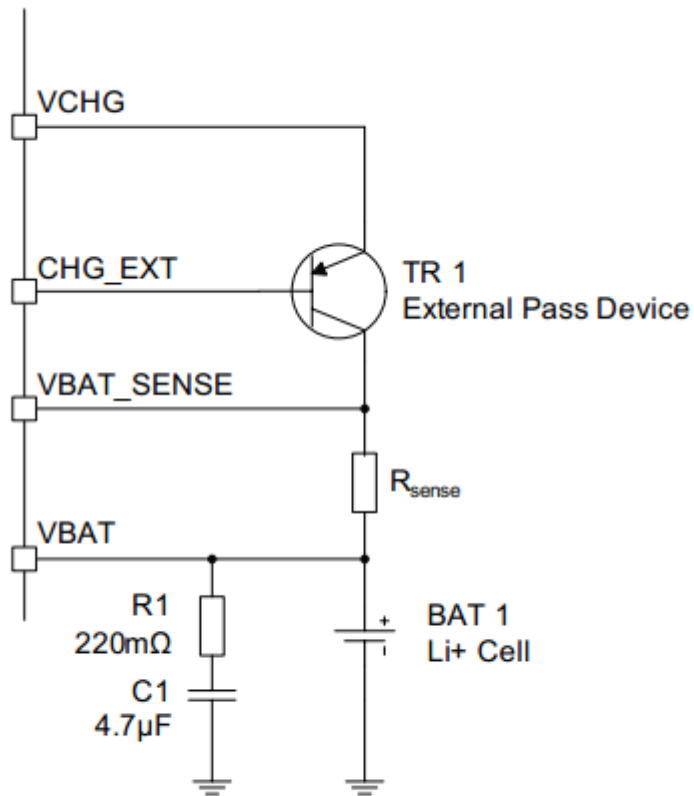 VCHG
CHG_EXT
TR 1
External Pass Device
VBAT_SENSE
Rsense
VBAT
R1
220mΩ
C1
4.7µF
BAT 1
Li+ Cell
+
-